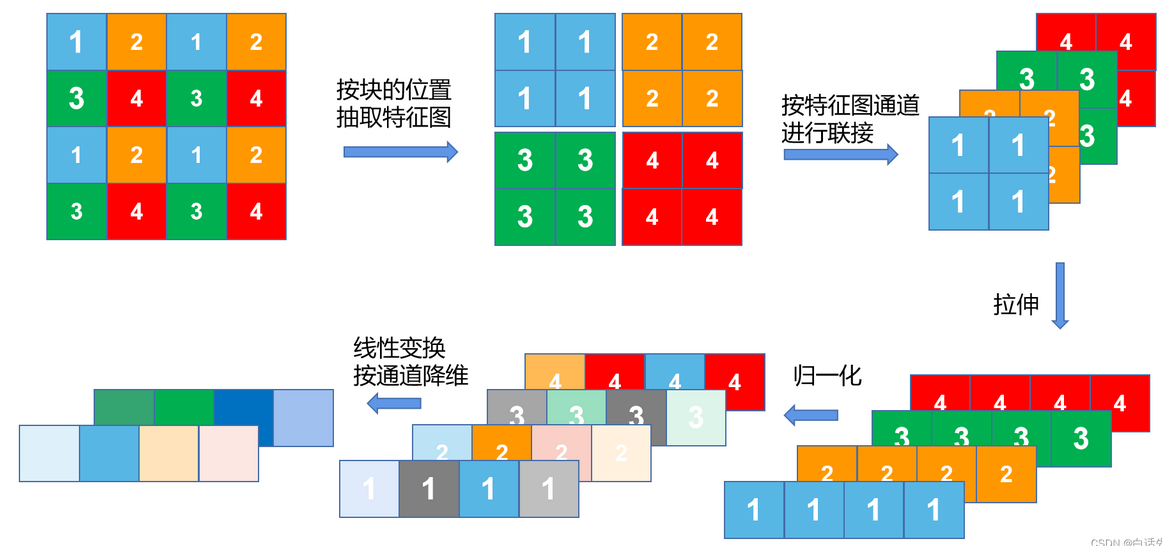 1 2 1 2
3 4 3 4
1 2 1 2
3 4 3 4
按块的位置
抽取特征图
1 1 2 2
1 1 2 2
3 3 4 4
3 3 4 4
按特征图通道
进行联接
4 4
4
3 3
3
2 2
2
1 1
1 1
拉伸
4 4 4 4
3 3 3 3
2 2 2 2
1 1 1 1
归一化
4 4 4 4
3 3 3 3
2 2 2 2
1 1 1 1
线性变换
按通道降维
CSDN @白话